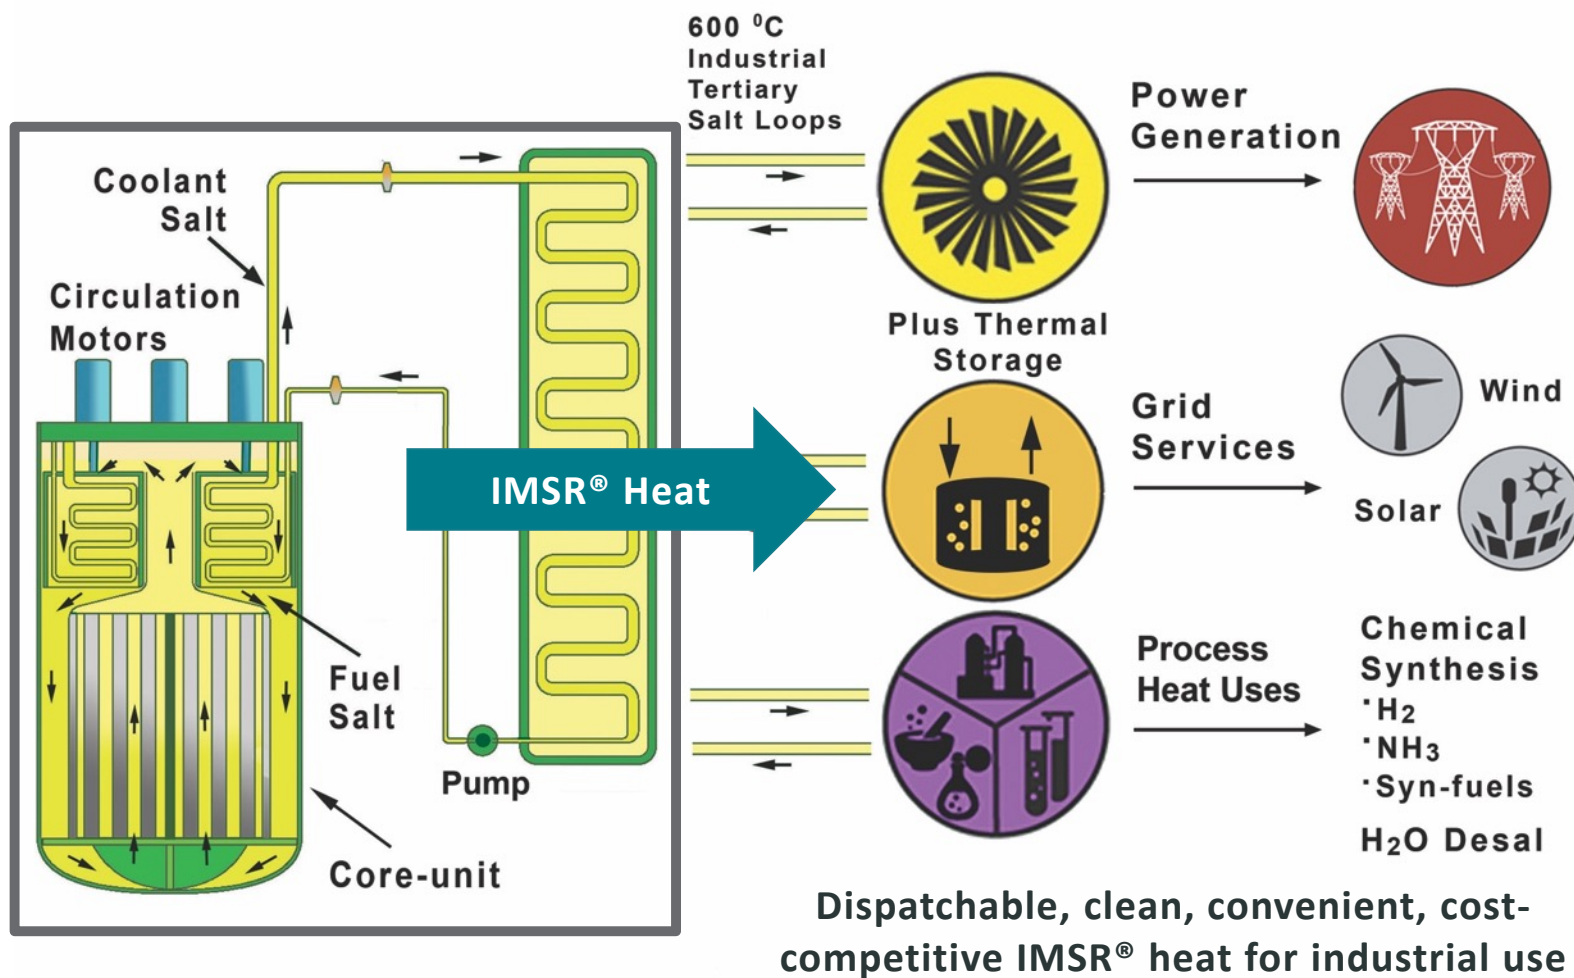 600 ⁰C
Industrial
Tertiary
Salt Loops
Coolant
Salt
Circulation
Motors
IMSR® Heat
Fuel
Salt
Pump
Core-unit
Power
Generation
Plus Thermal
Storage
Grid
Services
Wind
Solar
Process
Heat Uses
Chemical
Synthesis
·H₂
·NH₃
·Syn-fuels
H₂O Desal
Dispatchable, clean, convenient, cost-
competitive IMSR® heat for industrial use